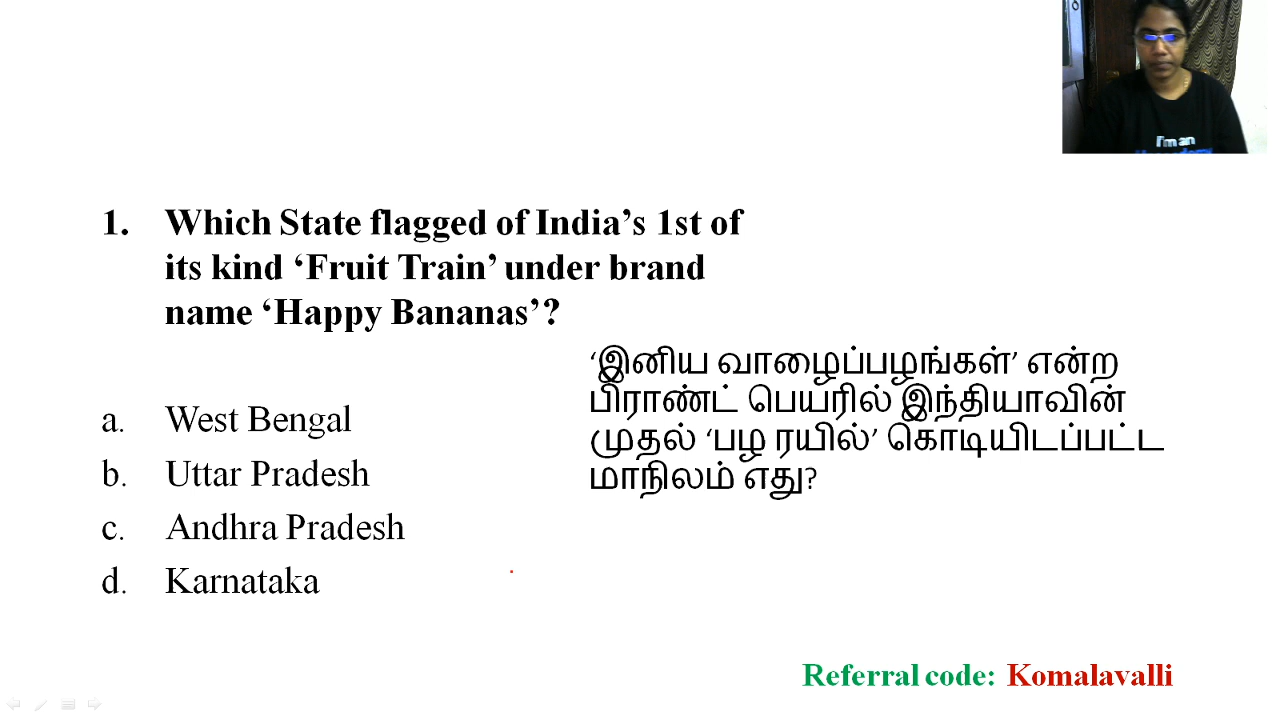 I'm an
1. Which State flagged of India’s 1st of
its kind ‘Fruit Train’ under brand
name ‘Happy Bananas’?
a. West Bengal
b. Uttar Pradesh
c. Andhra Pradesh
d. Karnataka
‘இனிய வாழைப்பழங்கள்’ என்ற
பிராண்ட் பெயரில் இந்தியாவின்
முதல் ‘பழ ரயில்’ கொடியிடப்பட்ட
மாநிலம் எது?
Referral code: Komalavalli